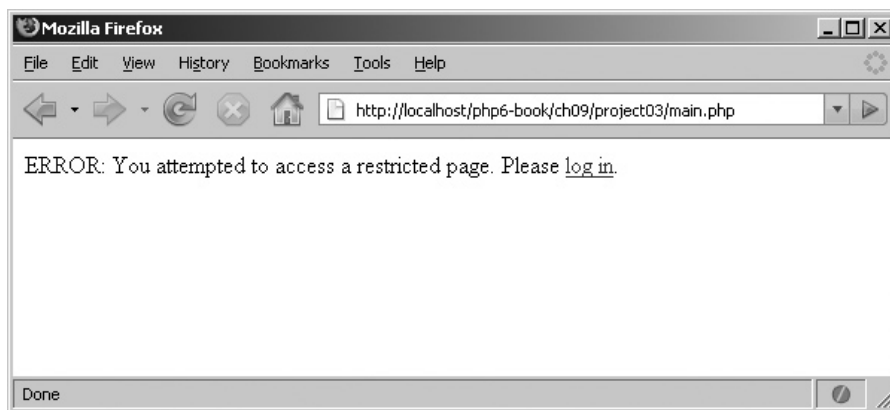 Mozilla Firefox
File Edit View History Bookmarks Tools Help
http://localhost/php6-book/ch09/project03/main.php
ERROR: You attempted to access a restricted page. Please log in.
Done